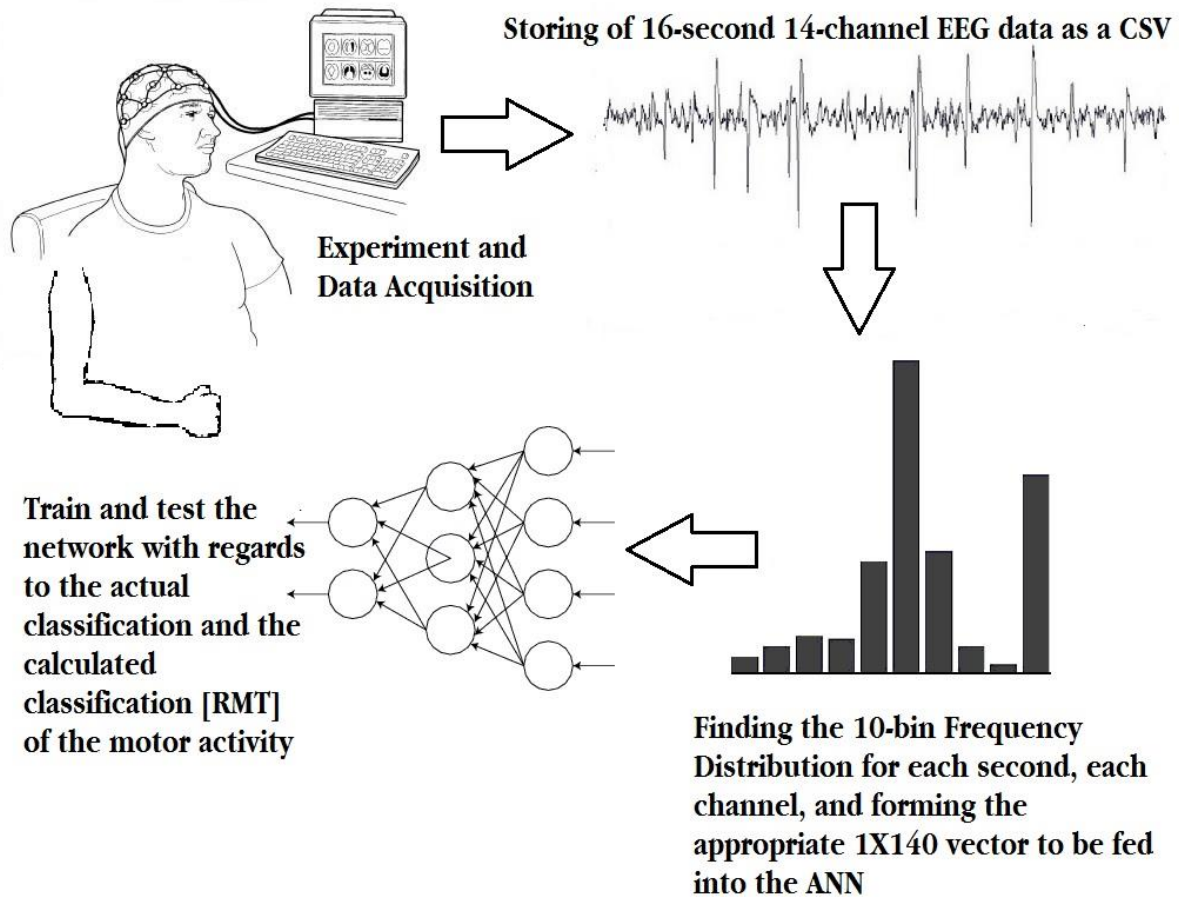 Storing of 16-second 14-channel EEG data as a CSV
Experiment and
Data Acquisition
Finding the 10-bin Frequency
Distribution for each second, each
channel, and forming the
appropriate 1X140 vector to be fed
into the ANN
Train and test the
network with regards
to the actual
classification and the
calculated
classification [RMT]
of the motor activity